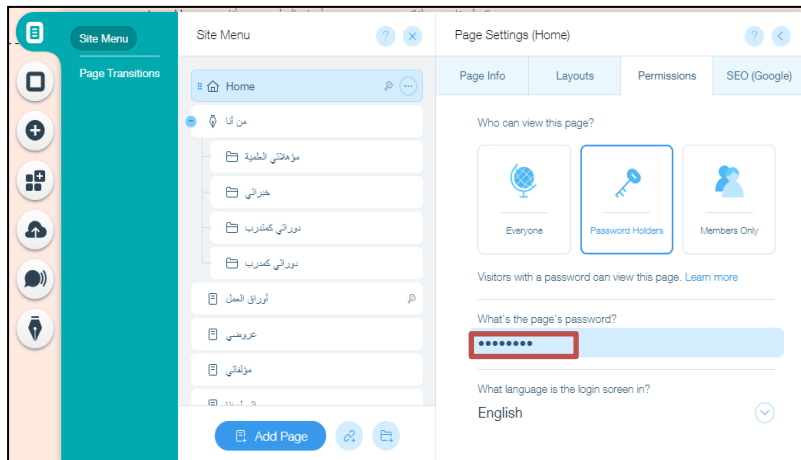 Site Menu
Page Transitions
Site Menu
?
Home
من أنا
مؤهلاتي العلمية
خبراتي
دوراتي كمتدرب
دوراتي كمدرب
أوراق العمل
عروضي
مؤلفاتي
Add Page
Page Settings (Home)
?
Page Info
Layouts
Permissions
SEO (Google)
Who can view this page?
Everyone
Password Holders
Members Only
Visitors with a password can view this page. Learn more
What's the page's password?
••••••••
What language is the login screen in?
English